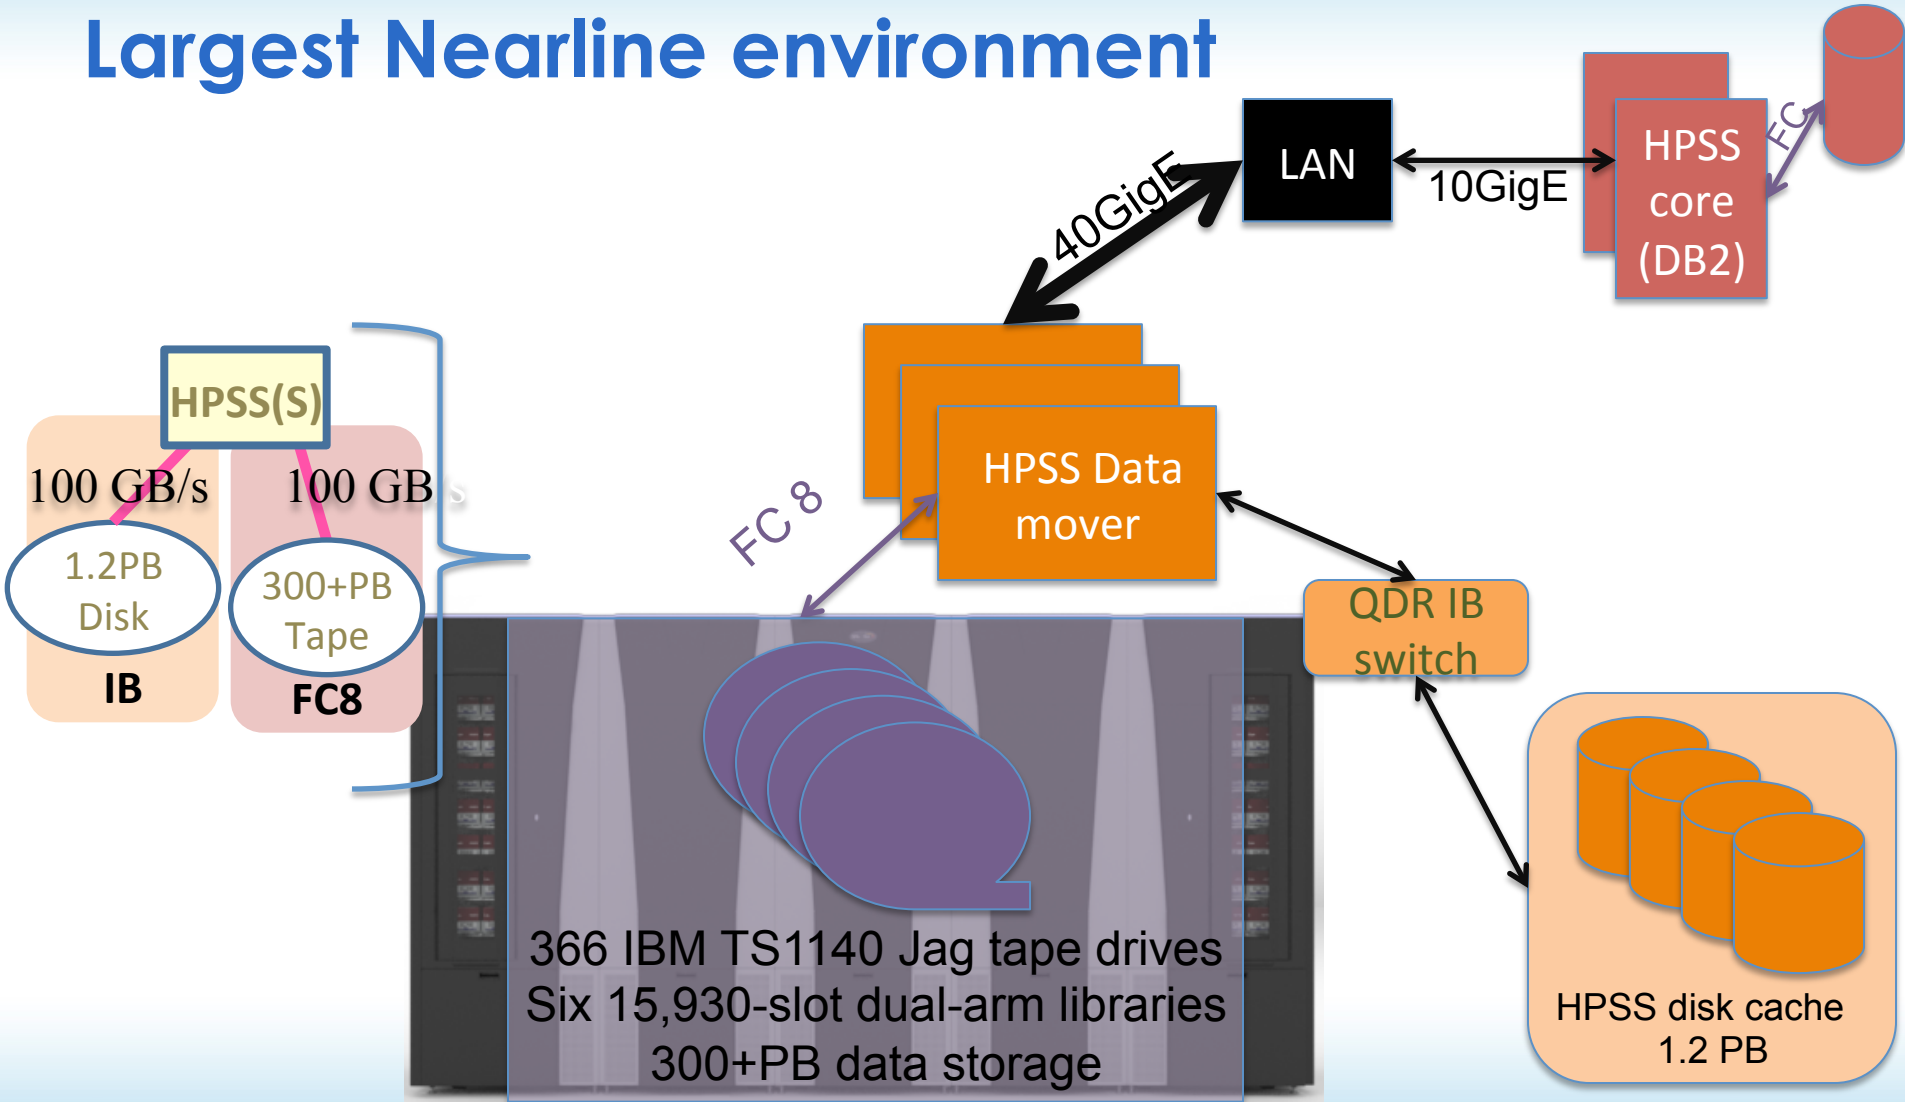 Largest Nearline environment
LAN
10GigE
HPSS
core
(DB2)
FC
40GigE
HPSS(S)
100 GB/s
100 GB/s
1.2PB
Disk
IB
300+PB
Tape
FC8
FC 8
HPSS Data
mover
QDR IB
switch
366 IBM TS1140 Jag tape drives
Six 15,930-slot dual-arm libraries
300+PB data storage
HPSS disk cache
1.2 PB